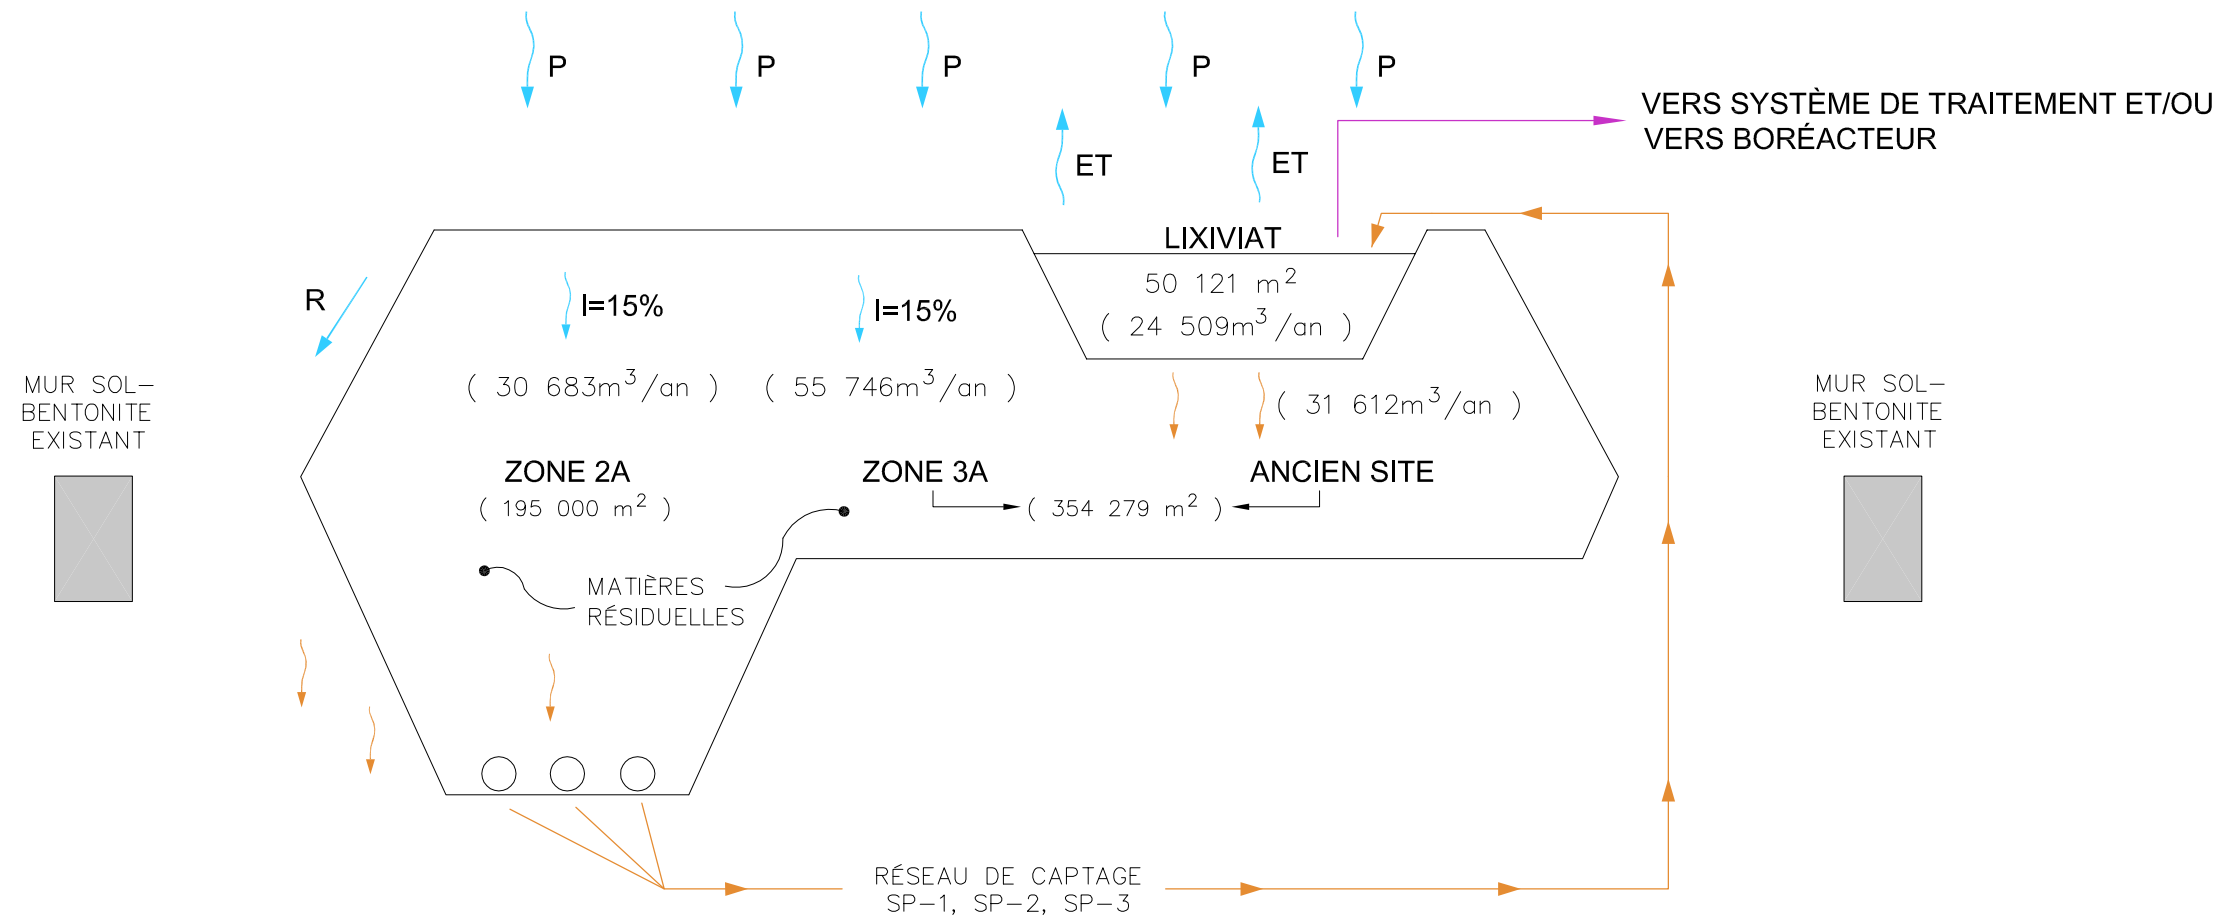 P
P
P
P
P
VERS SYSTÈME DE TRAITEMENT ET/OU
VERS BORÉACTEUR
ET
ET
LIXIVIAT
50 121 m²
( 24 509m³/an )
R
I=15%
I=15%
( 30 683m³/an )
( 55 746m³/an )
( 31 612m³/an )
MUR SOL-
BENTONITE
EXISTANT
MUR SOL-
BENTONITE
EXISTANT
ZONE 2A
( 195 000 m² )
ZONE 3A
ANCIEN SITE
( 354 279 m² )
MATIÈRES
RÉSIDUELLES
RÉSEAU DE CAPTAGE
SP-1, SP-2, SP-3